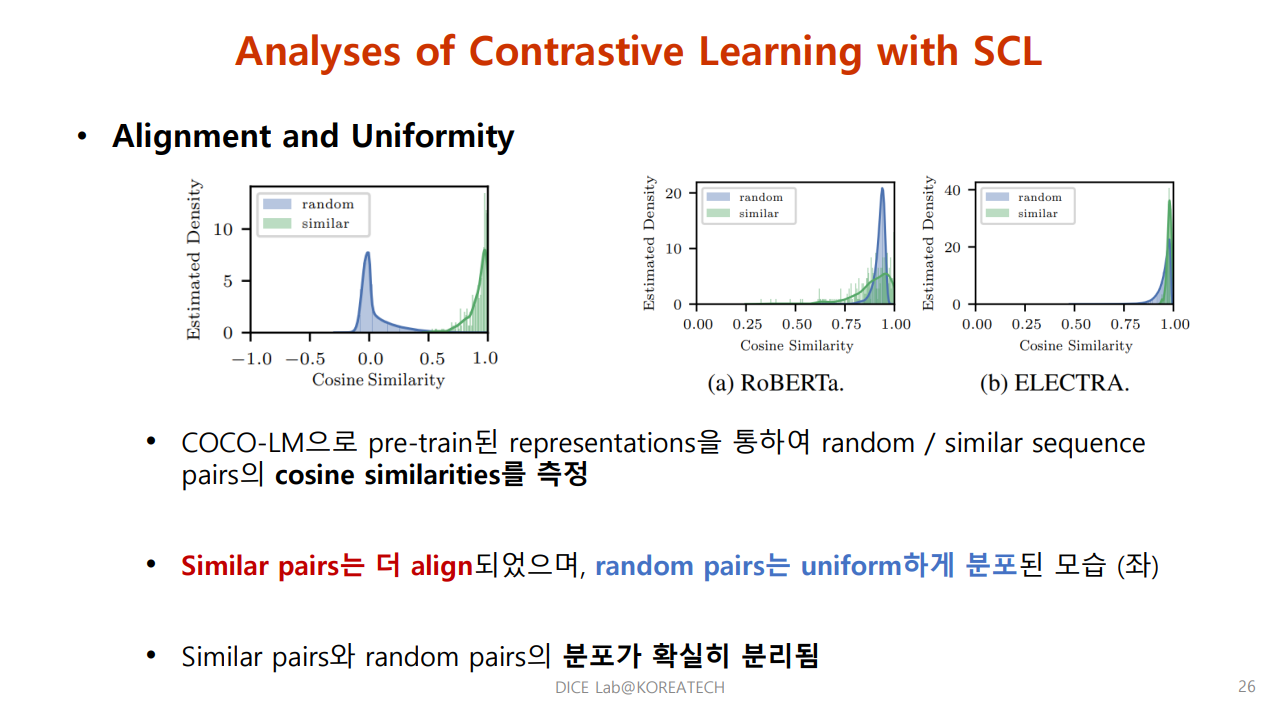 Analyses of Contrastive Learning with SCL
• Alignment and Uniformity
Estimated Density
random
similar
10
5
0
−1.0 −0.5 0.0 0.5 1.0
Cosine Similarity
Estimated Density
random
similar
20
10
0
0.00 0.25 0.50 0.75 1.00
Cosine Similarity
(a) RoBERTa.
Estimated Density
random
similar
40
20
0
0.00 0.25 0.50 0.75 1.00
Cosine Similarity
(b) ELECTRA.
• COCO-LM으로 pre-train된 representations을 통하여 random / similar sequence
pairs의 cosine similarities를 측정
• Similar pairs는 더 align되었으며, random pairs는 uniform하게 분포된 모습 (좌)
• Similar pairs와 random pairs의 분포가 확실히 분리됨
DICE Lab@KOREATECH
26